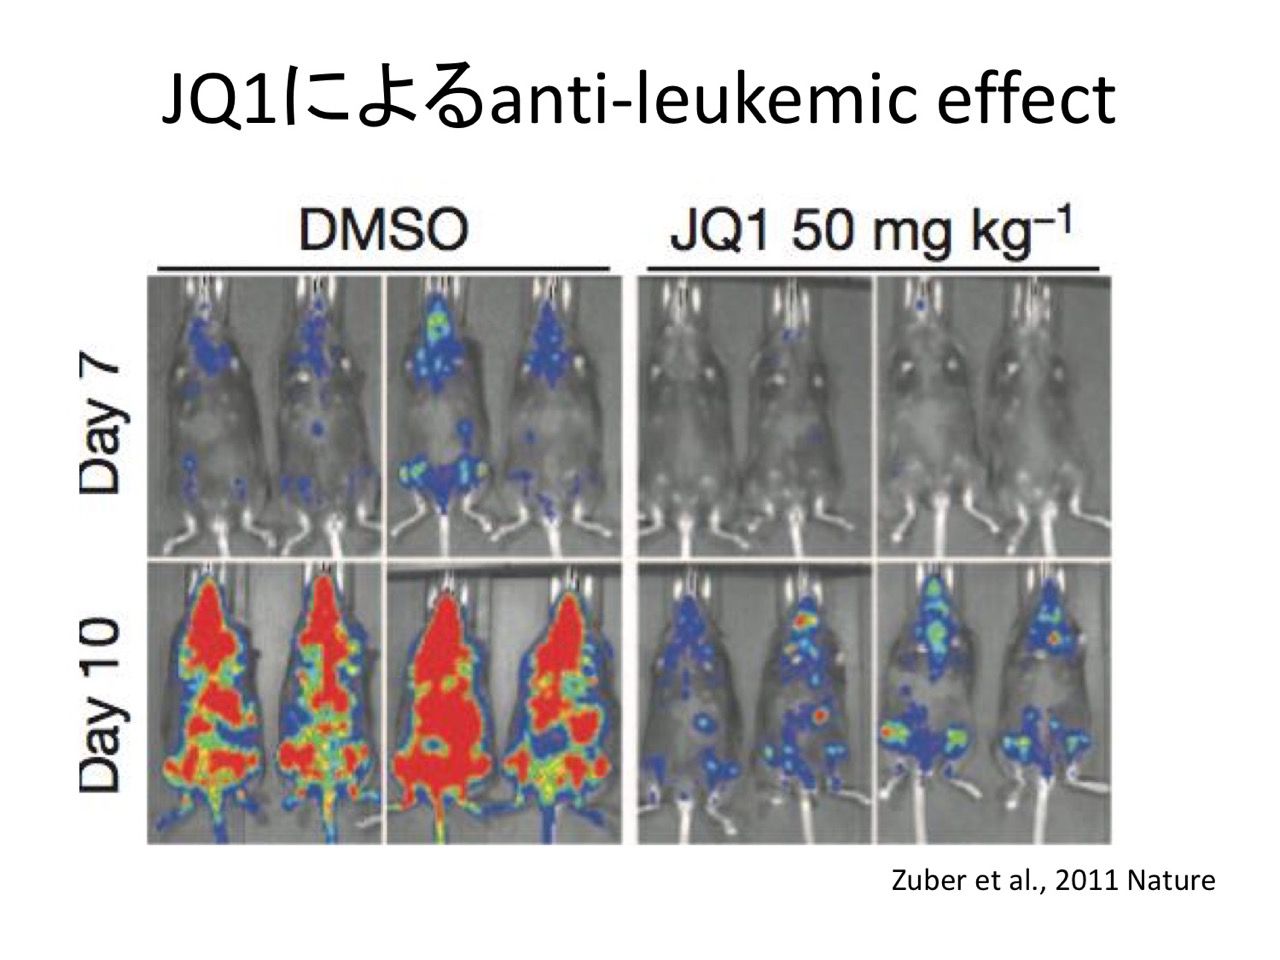 JQ1によるanti-leukemic effect
DMSO
JQ1 50 mg kg⁻¹
Day 7
Day 10
Zuber et al., 2011 Nature